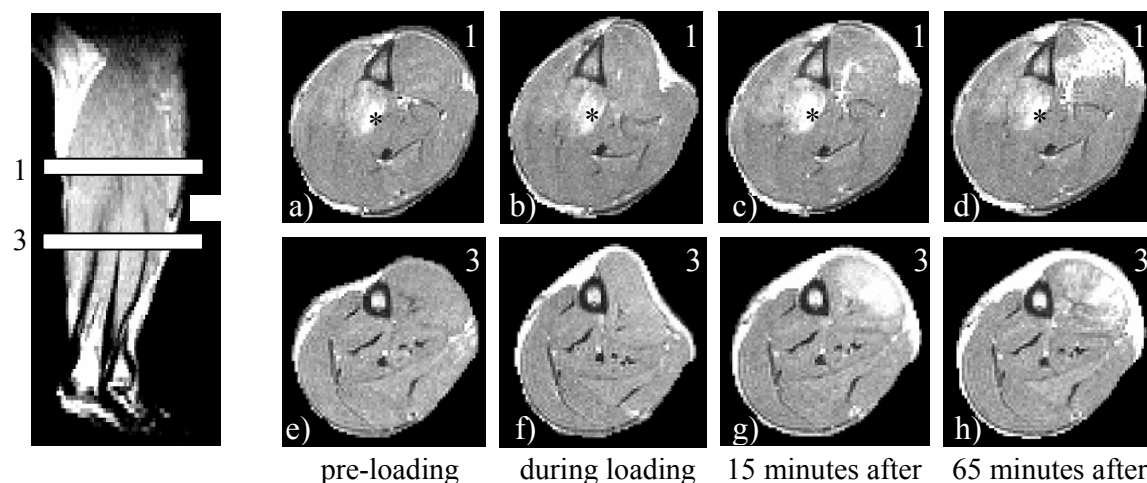 1
3
1 1 1 1
* * * *
a) b) c) d)
3 3 3 3
e) f) g) h)
pre-loading during loading 15 minutes after 65 minutes after